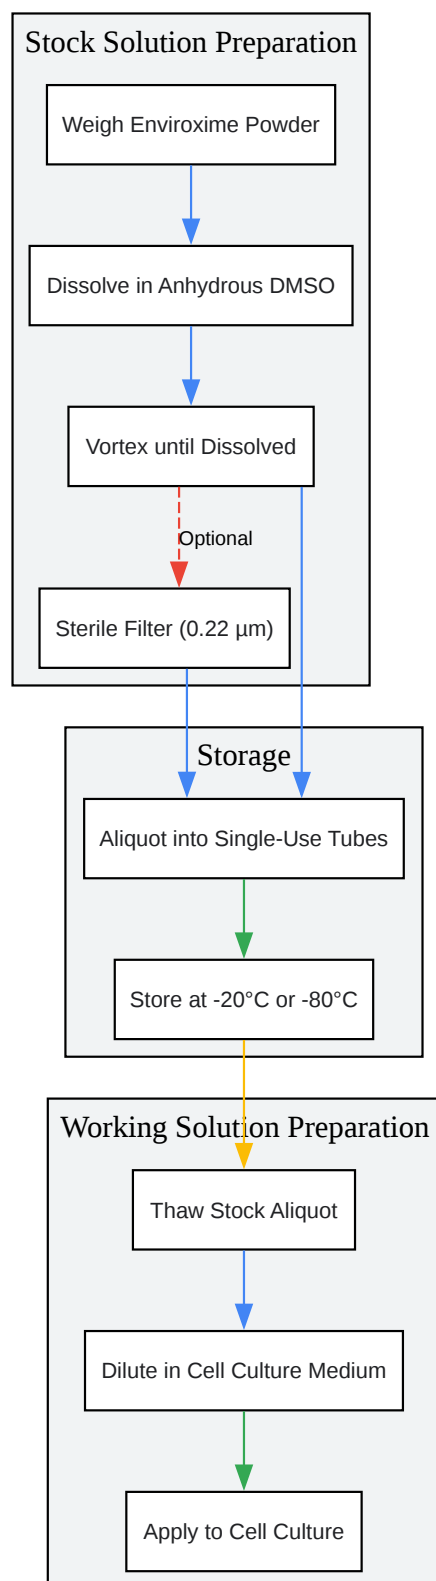 Stock Solution Preparation
Weigh Enviroxime Powder
Dissolve in Anhydrous DMSO
Vortex until Dissolved
Optional
Sterile Filter (0.22 µm)
Storage
Aliquot into Single-Use Tubes
Store at -20°C or -80°C
Working Solution Preparation
Thaw Stock Aliquot
Dilute in Cell Culture Medium
Apply to Cell Culture